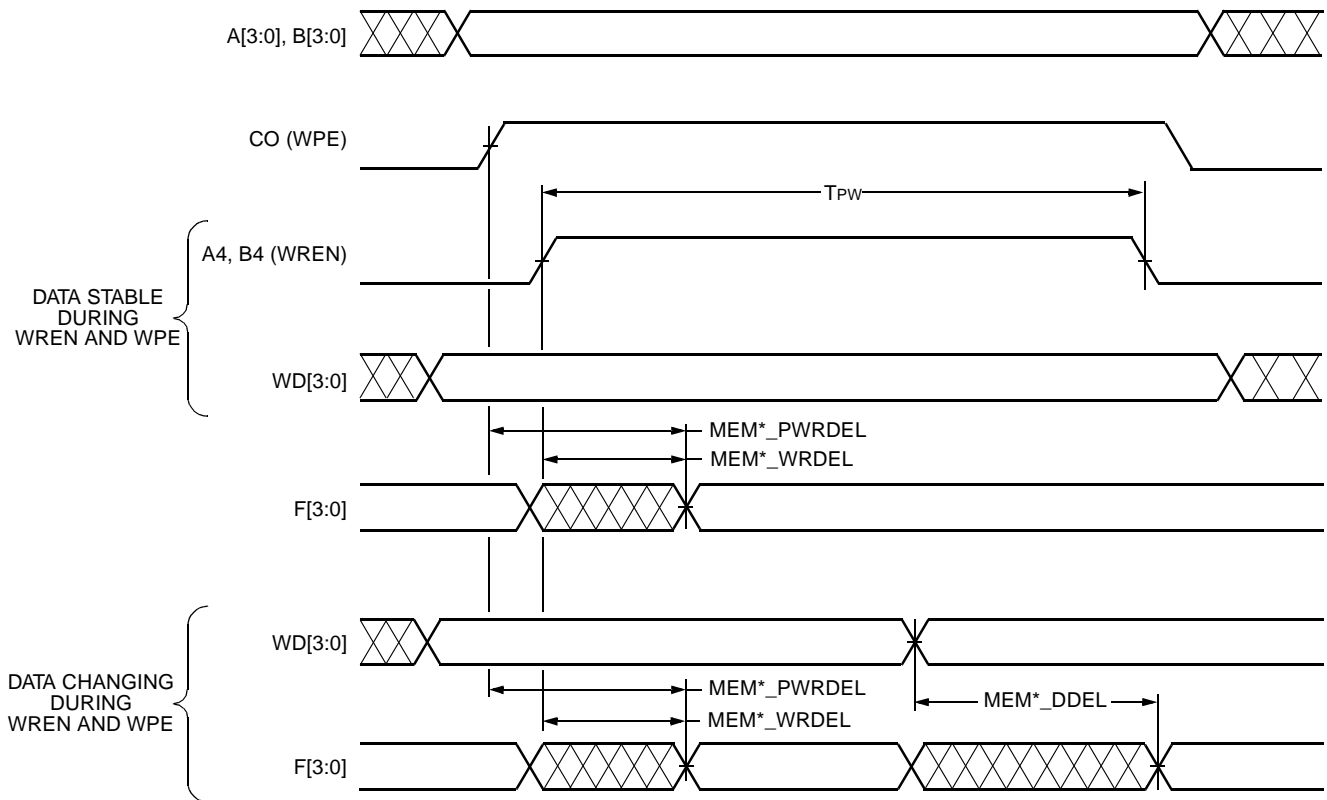 A[3:0], B[3:0]
CO (WPE)
TPW
A4, B4 (WREN)
DATA STABLE
DURING
WREN AND WPE
WD[3:0]
MEM*_PWRDEL
MEM*_WRDEL
F[3:0]
WD[3:0]
DATA CHANGING
DURING
WREN AND WPE
MEM*_PWRDEL
MEM*_DDEL
MEM*_WRDEL
F[3:0]